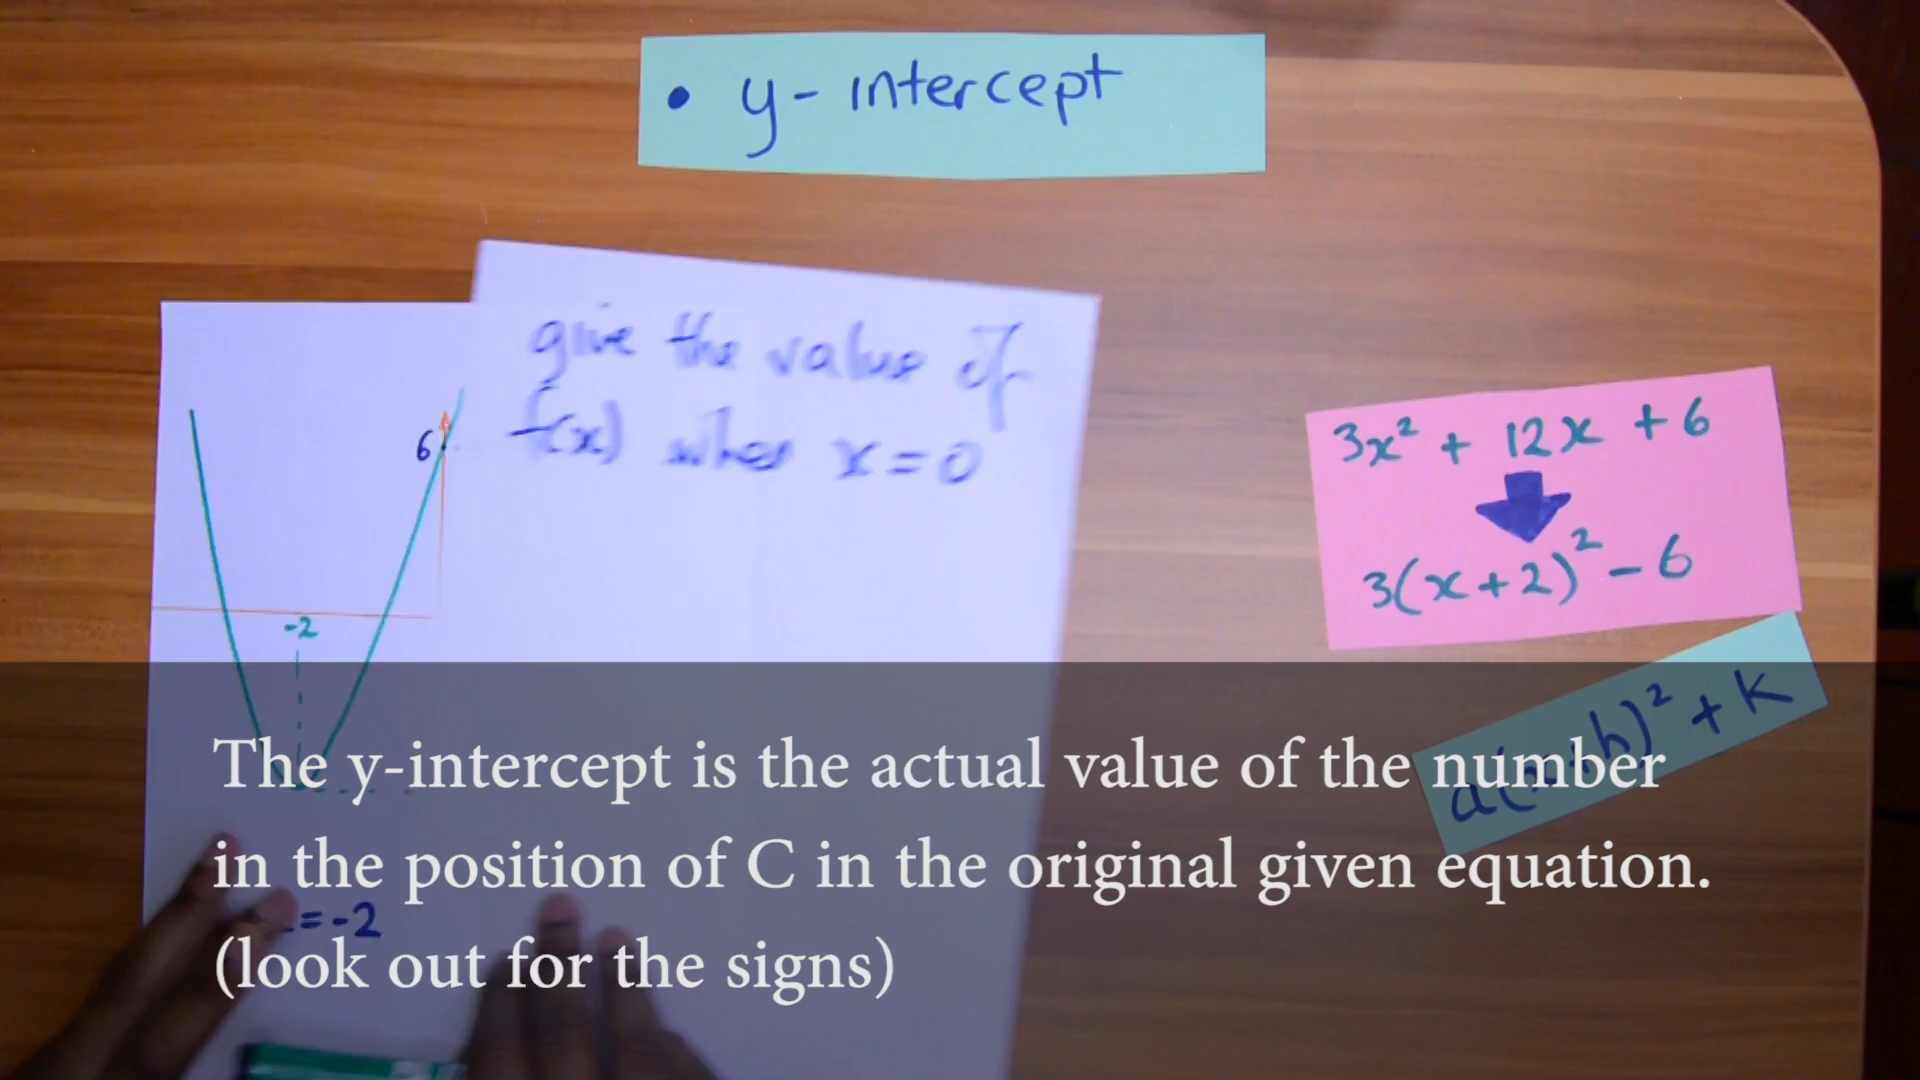 • y - intercept
give the value of
f(x) when x = 0
6
-2
3x² + 12x + 6
3(x+2)² - 6
a(x+h)² + k
The y-intercept is the actual value of the number
in the position of C in the original given equation.
= -2
(look out for the signs)